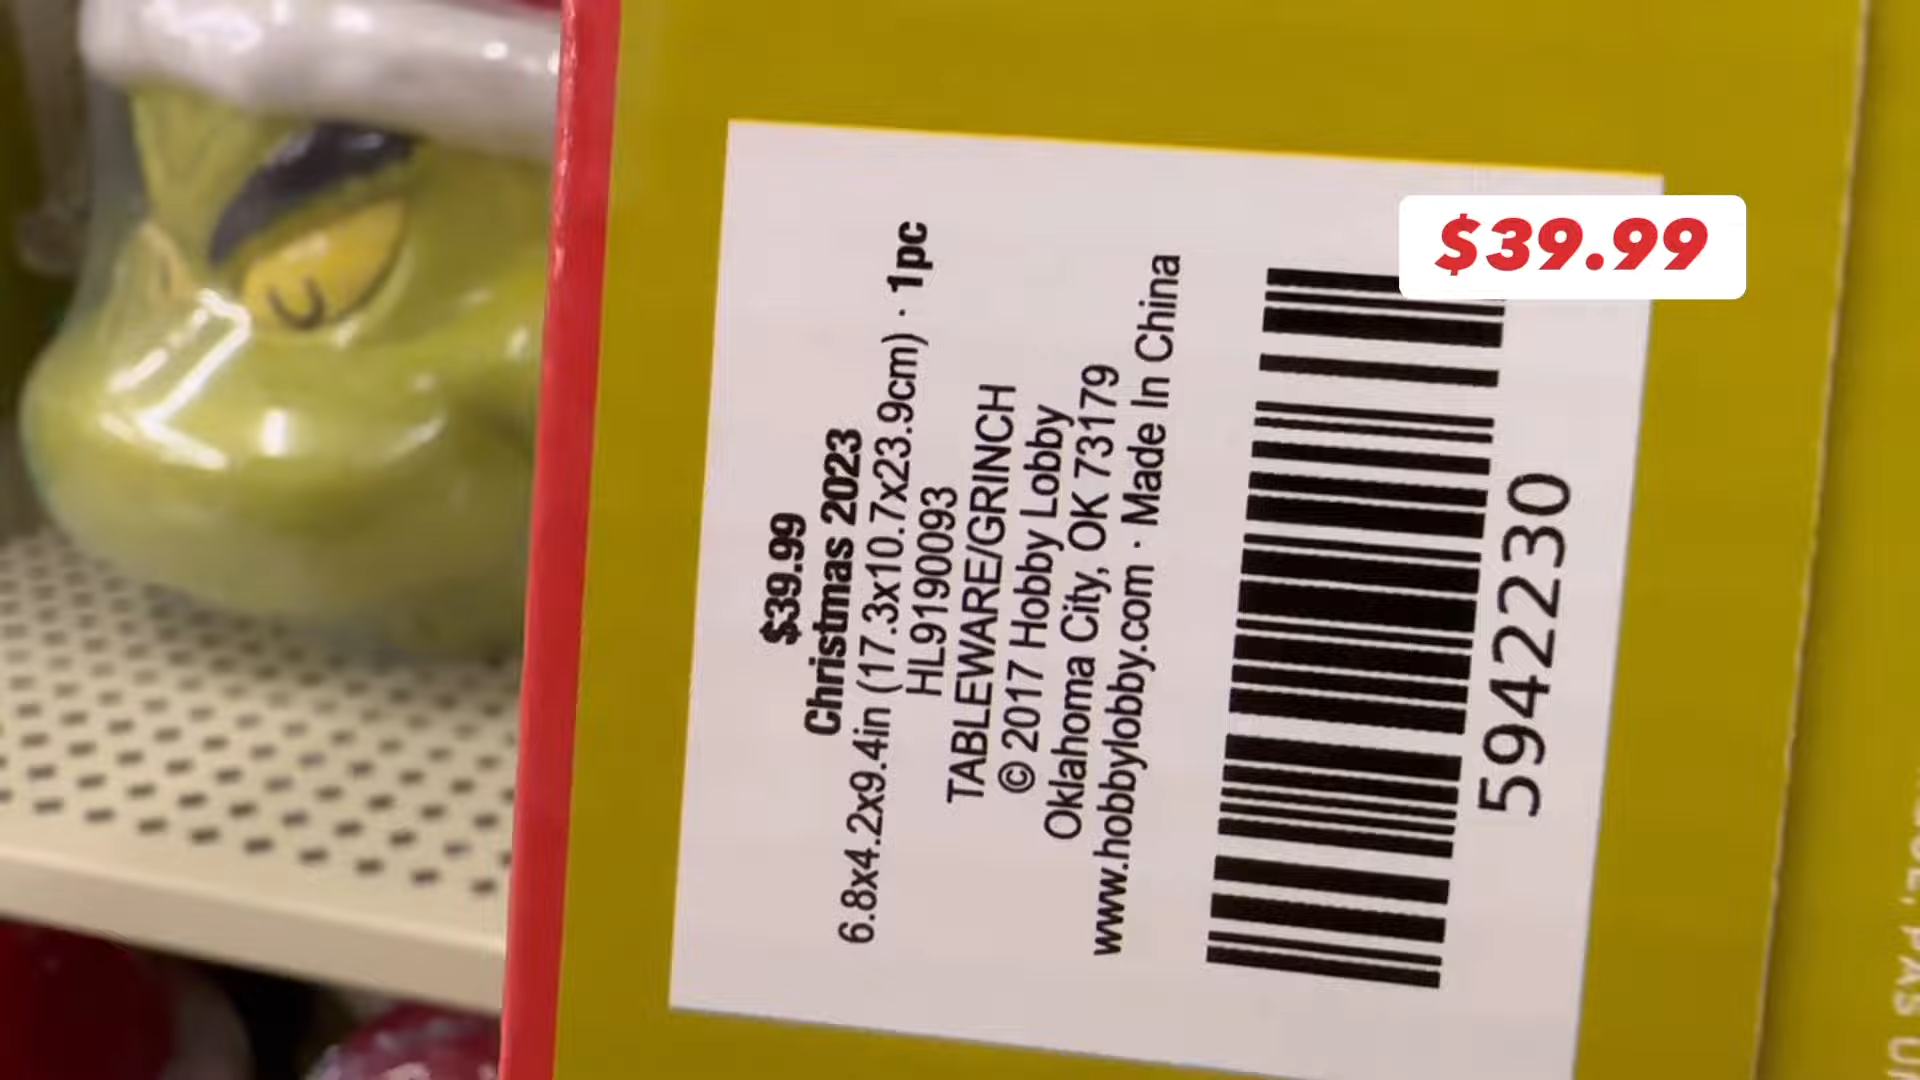 $39.99
Christmas 2023
6.8x4.2x9.4in (17.3x10.7x23.9cm) · 1pc
HL9190093
TABLEWARE/GRINCH
© 2017 Hobby Lobby
Oklahoma City, OK 73179
www.hobbylobby.com · Made In China
5942230
$39.99